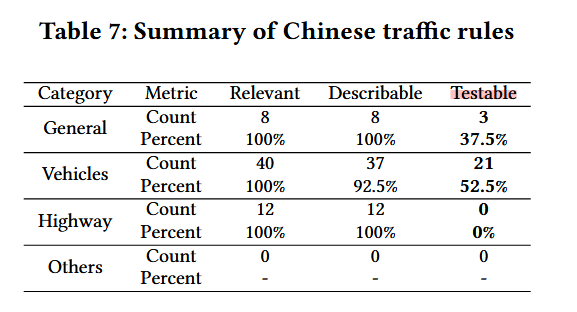 Table 7: Summary of Chinese traffic rules
Category Metric Relevant Describable Testable
General Count 8 8 3
Percent 100% 100% 37.5%
Vehicles Count 40 37 21
Percent 100% 92.5% 52.5%
Highway Count 12 12 0
Percent 100% 100% 0%
Others Count 0 0 0
Percent - - -